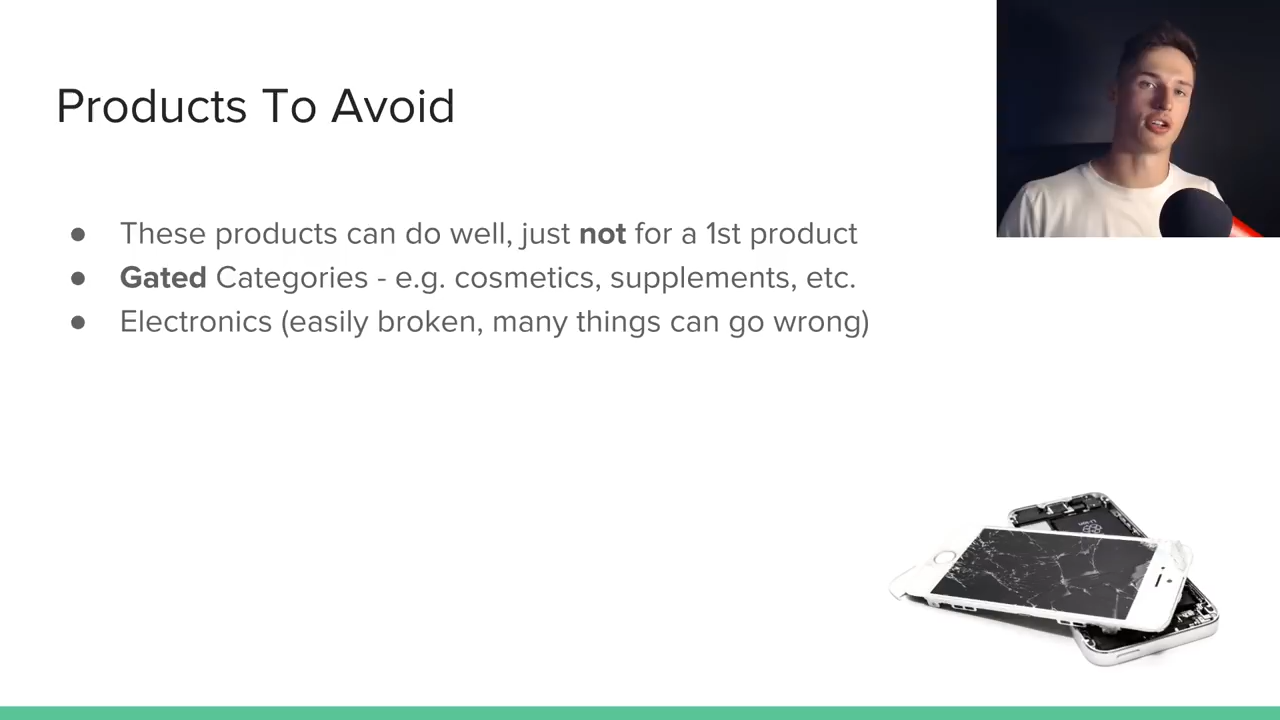 Products To Avoid
● These products can do well, just not for a 1st product
● Gated Categories - e.g. cosmetics, supplements, etc.
● Electronics (easily broken, many things can go wrong)